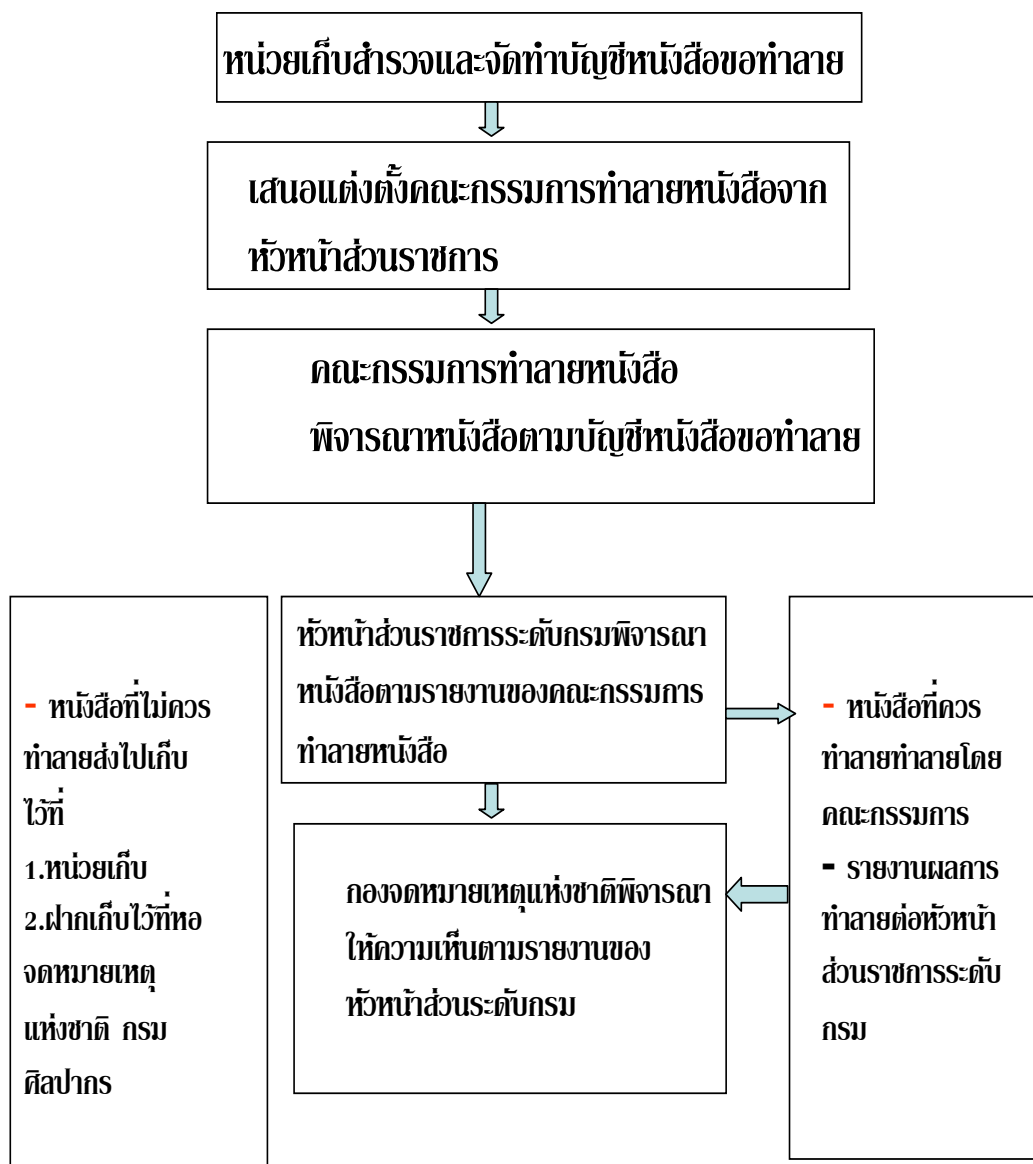 หน่วยเก็บสำรวจและจัดทำบัญชีหนังสือขอทำลาย
เสนอแต่งตั้งคณะกรรมการทำลายหนังสือจาก
หัวหน้าส่วนราชการ
คณะกรรมการทำลายหนังสือ
พิจารณาหนังสือตามบัญชีหนังสือขอทำลาย
หัวหน้าส่วนราชการระดับกรมพิจารณา
หนังสือตามรายงานของคณะกรรมการ
ทำลายหนังสือ
- หนังสือที่ไม่ควร
ทำลายส่งไปเก็บ
ไว้ที่
1.หน่วยเก็บ
2.ฝากเก็บไว้ที่หอ
จดหมายเหตุ
แห่งชาติ กรม
ศิลปากร
กองจดหมายเหตุแห่งชาติพิจารณา
ให้ความเห็นตามรายงานของ
หัวหน้าส่วนระดับกรม
- หนังสือที่ควร
ทำลายทำลายโดย
คณะกรรมการ
- รายงานผลการ
ทำลายต่อหัวหน้า
ส่วนราชการระดับ
กรม